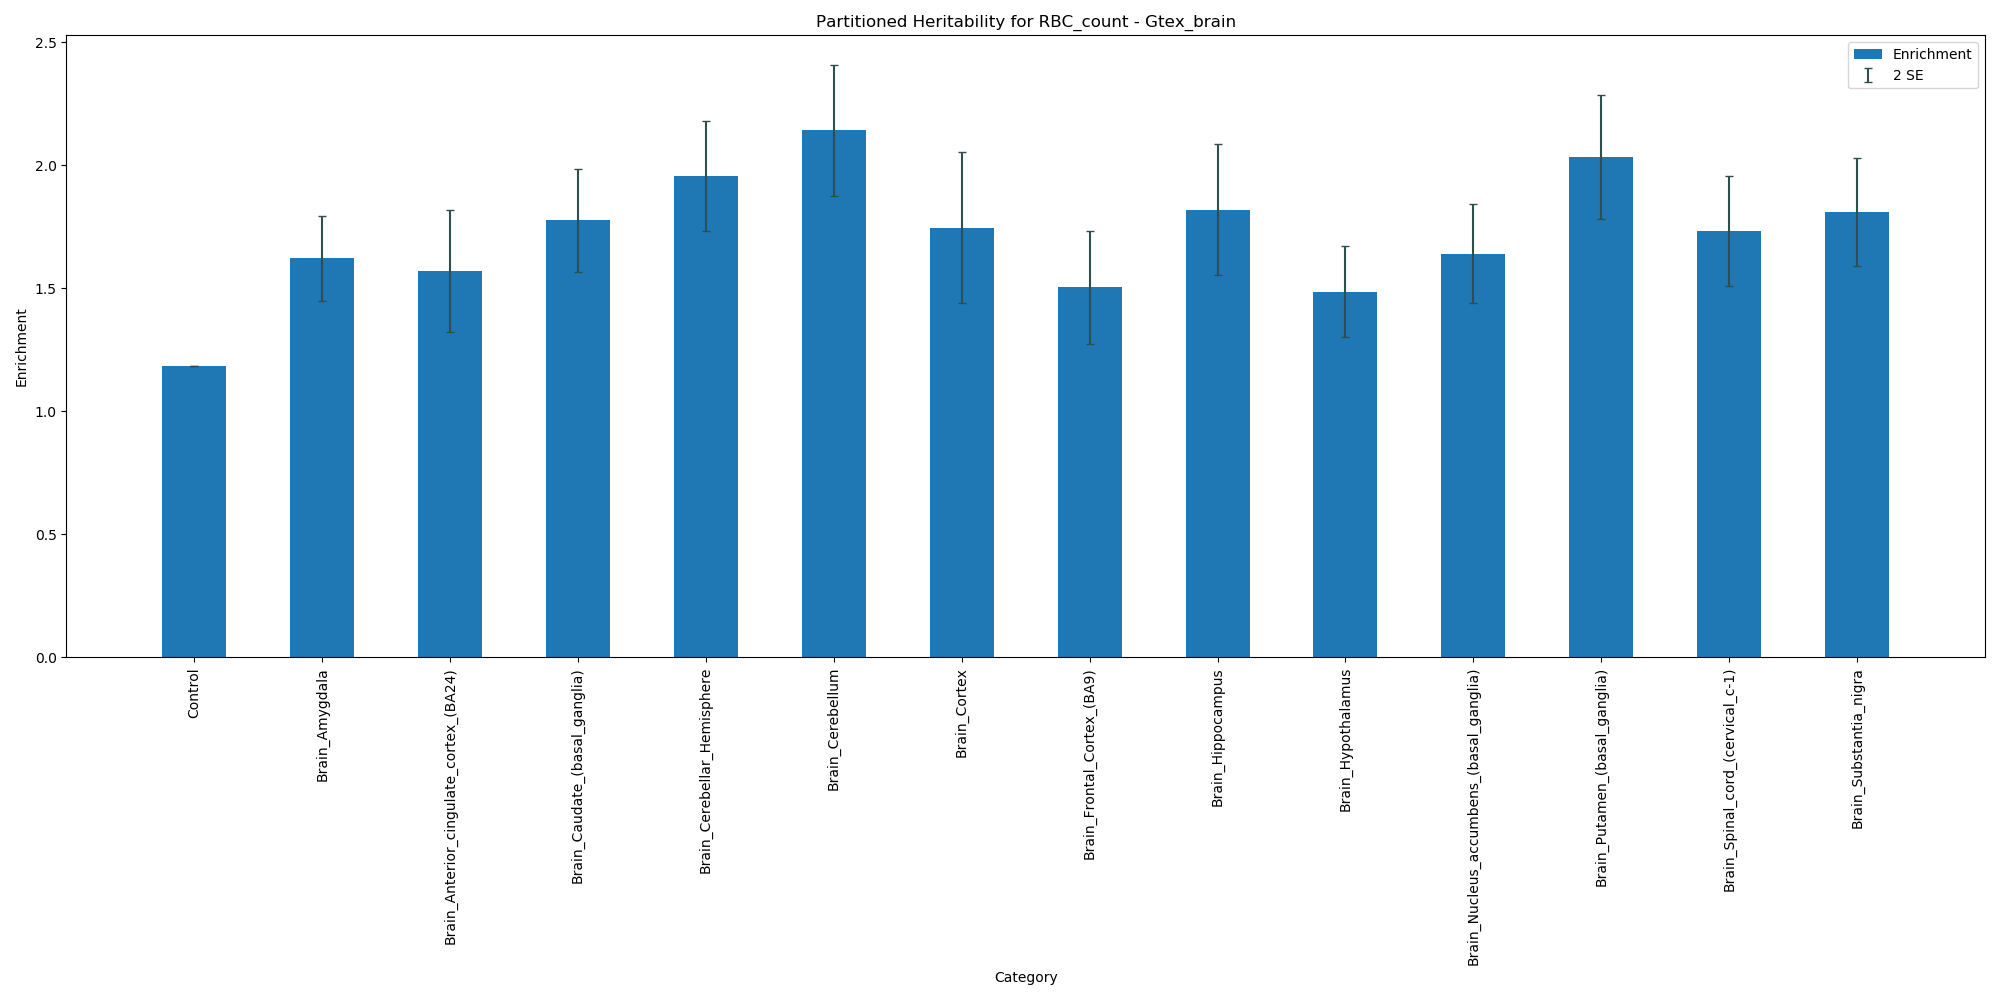 Partitioned Heritability for RBC_count - Gtex_brain
Enrichment
2 SE
2.5
2.0
1.5
1.0
0.5
0.0
Enrichment
Control
Brain_Amygdala
Brain_Anterior_cingulate_cortex_(BA24)
Brain_Caudate_(basal_ganglia)
Brain_Cerebellar_Hemisphere
Brain_Cerebellum
Brain_Cortex
Brain_Frontal_Cortex_(BA9)
Brain_Hippocampus
Brain_Hypothalamus
Brain_Nucleus_accumbens_(basal_ganglia)
Brain_Putamen_(basal_ganglia)
Brain_Spinal_cord_(cervical_c-1)
Brain_Substantia_nigra
Category